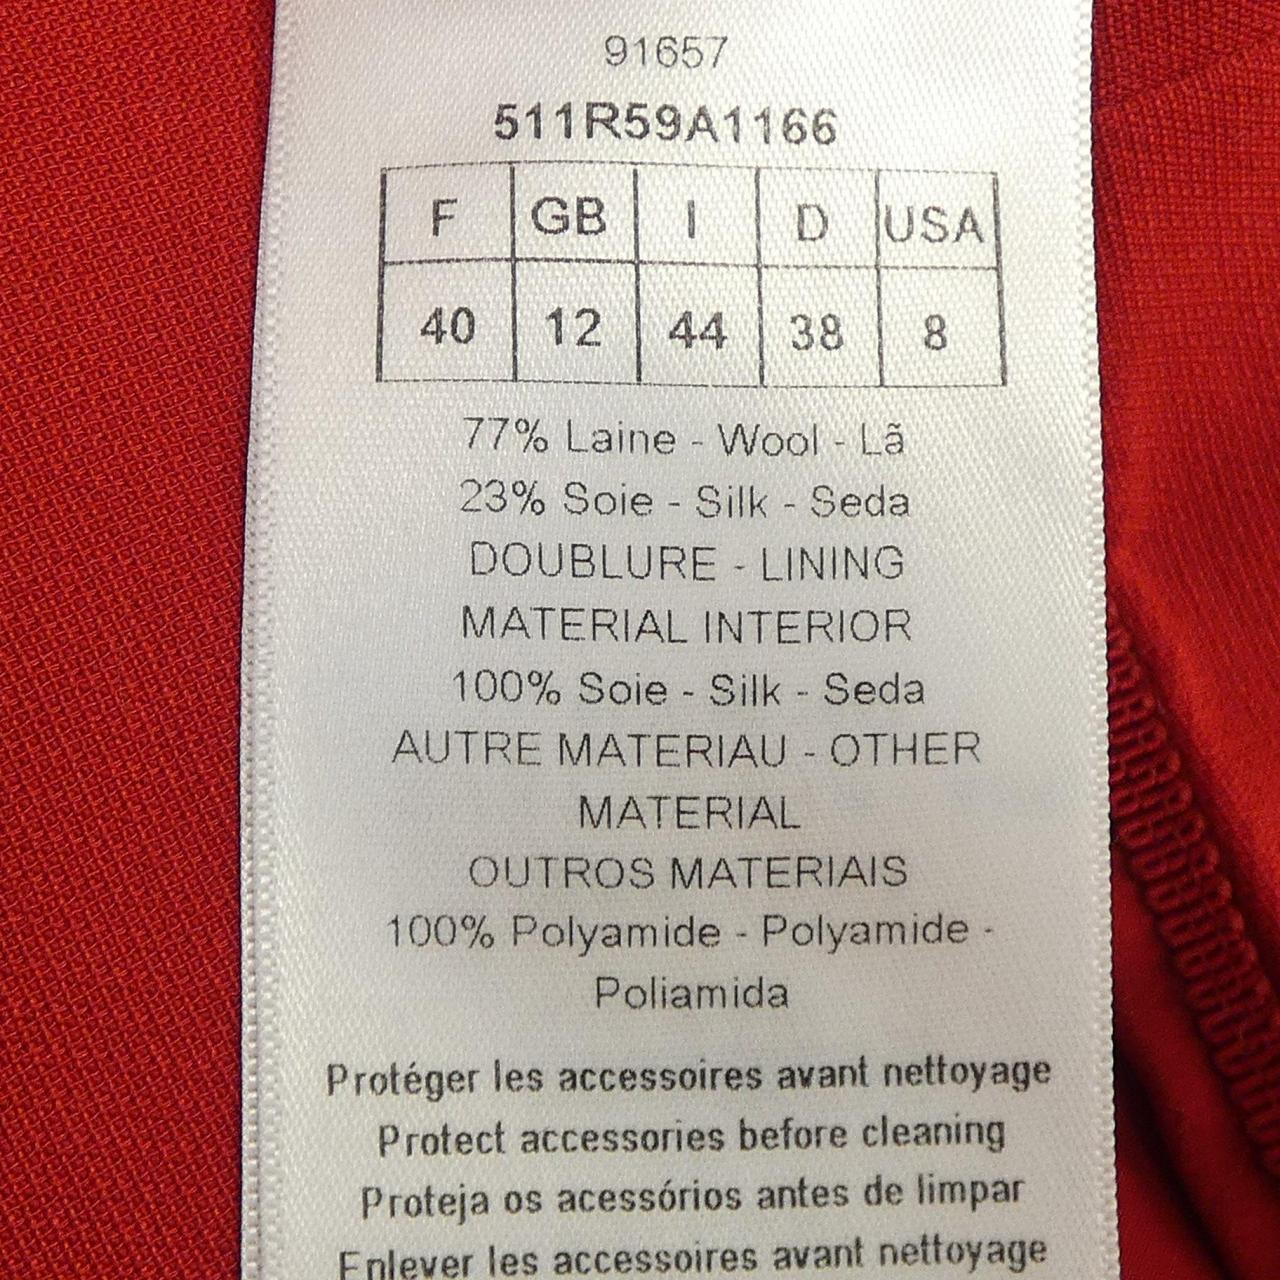 91657
511R59A1166
F GB I D USA
40 12 44 38 8
77% Laine - Wool - Lã
23% Soie - Silk - Seda
DOUBLURE - LINING
MATERIAL INTERIOR
100% Soie - Silk - Seda
AUTRE MATERIAU - OTHER
MATERIAL
OUTROS MATERIAIS
100% Polyamide - Polyamide -
Poliamida
Protéger les accessoires avant nettoyage
Protect accessories before cleaning
Proteja os acessórios antes de limpar
Enlever les accessoires avant nettoyage